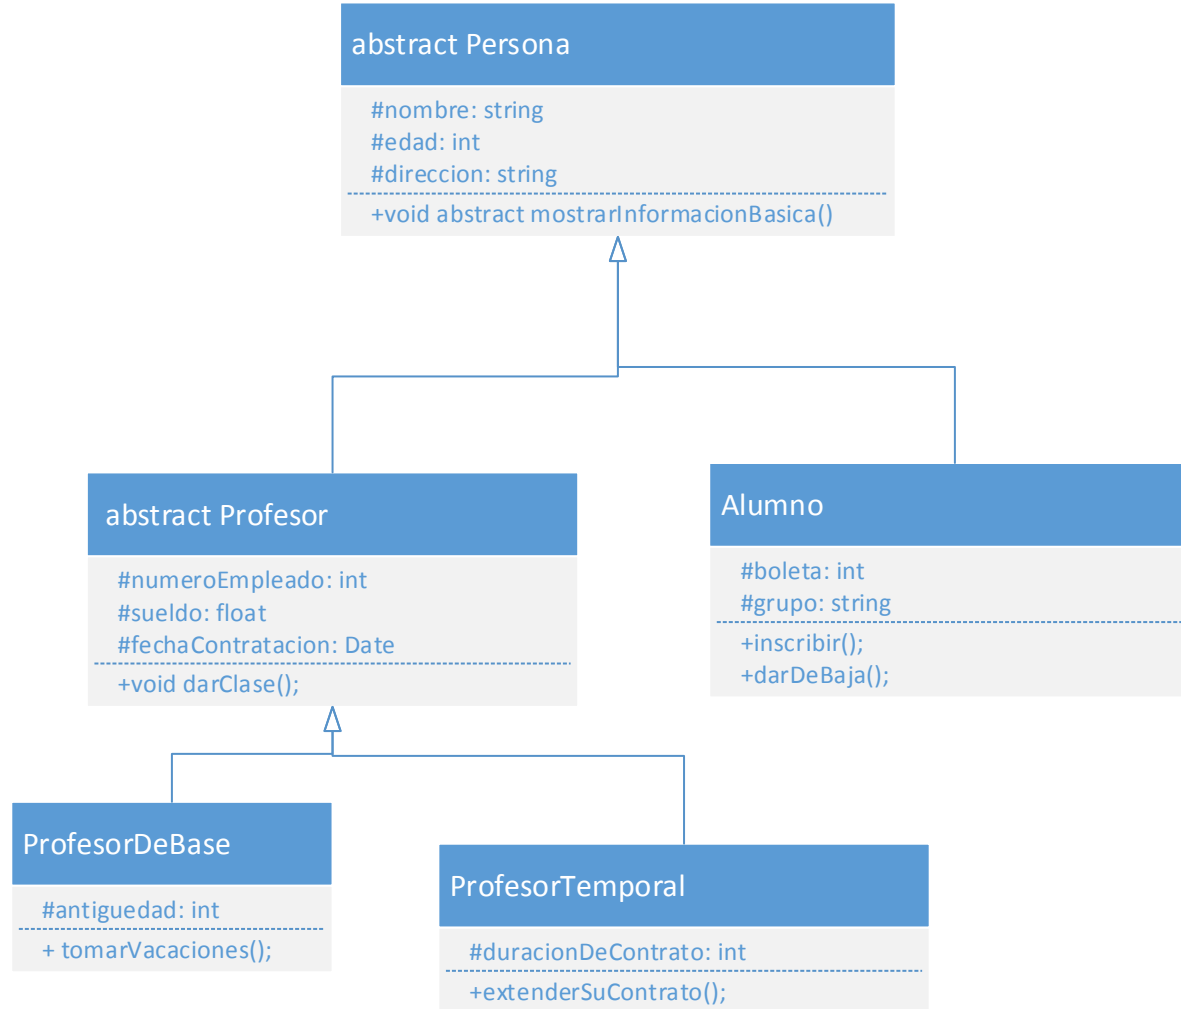 abstract Persona
#nombre: string
#edad: int
#direccion: string
+void abstract mostrarInformacionBasica()
abstract Profesor
#numeroEmpleado: int
#sueldo: float
#fechaContratacion: Date
+void darClase();
Alumno
#boleta: int
#grupo: string
+inscribir();
+darDeBaja();
ProfesorDeBase
#antiguedad: int
+ tomarVacaciones();
ProfesorTemporal
#duracionDeContrato: int
+extenderSuContrato();